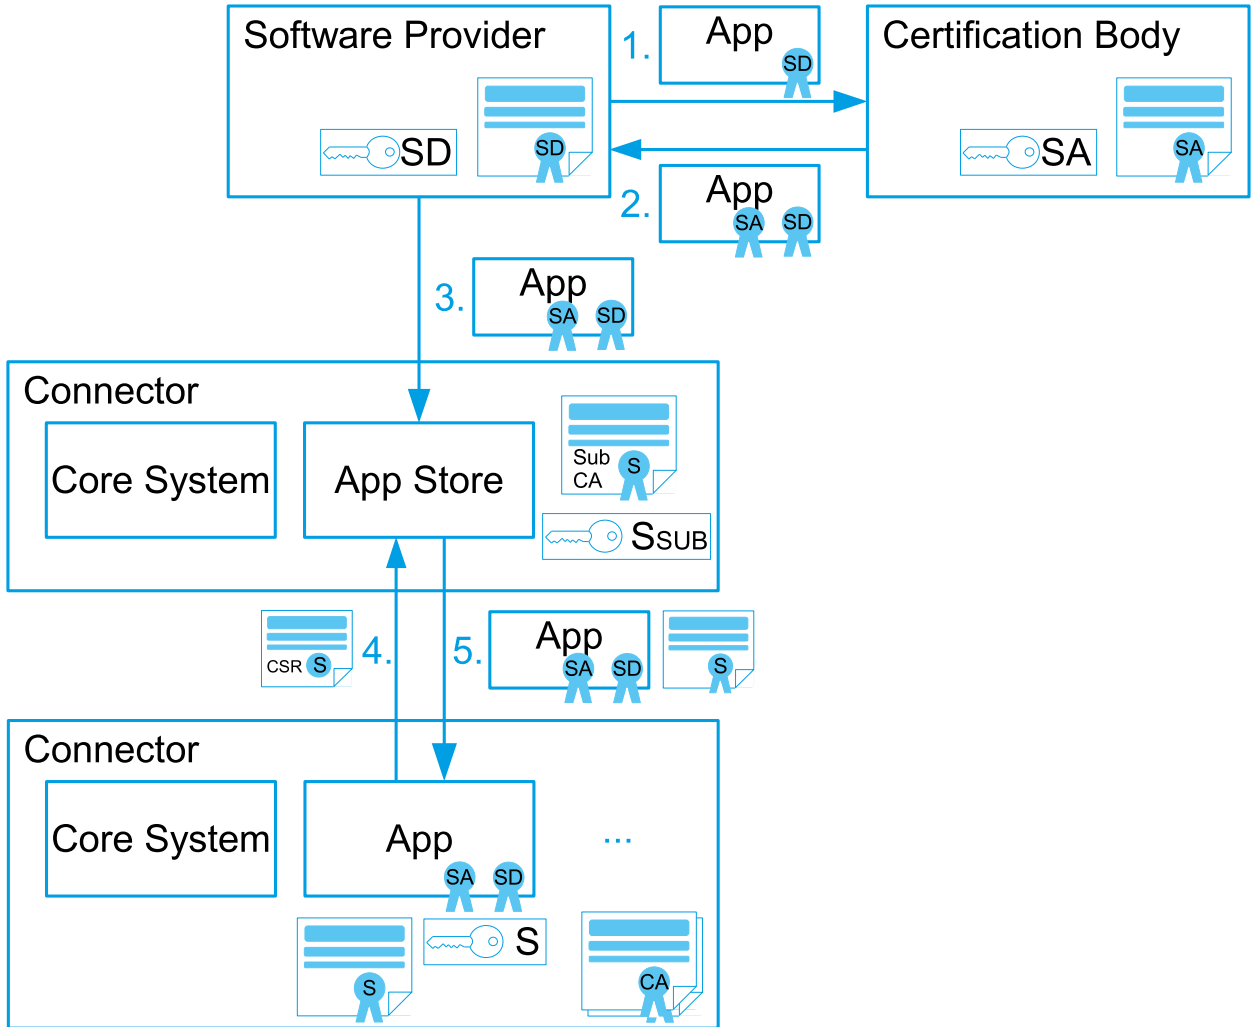 Software Provider
SD
SD
1.
App
SD
Certification Body
SA
SA
2.
App
SA
SD
3.
App
SA
SD
Connector
Core System
App Store
Sub
CA
S
SSUB
CSR
S
4.
5.
App
SA
SD
S
Connector
Core System
App
SA
SD
...
S
S
CA